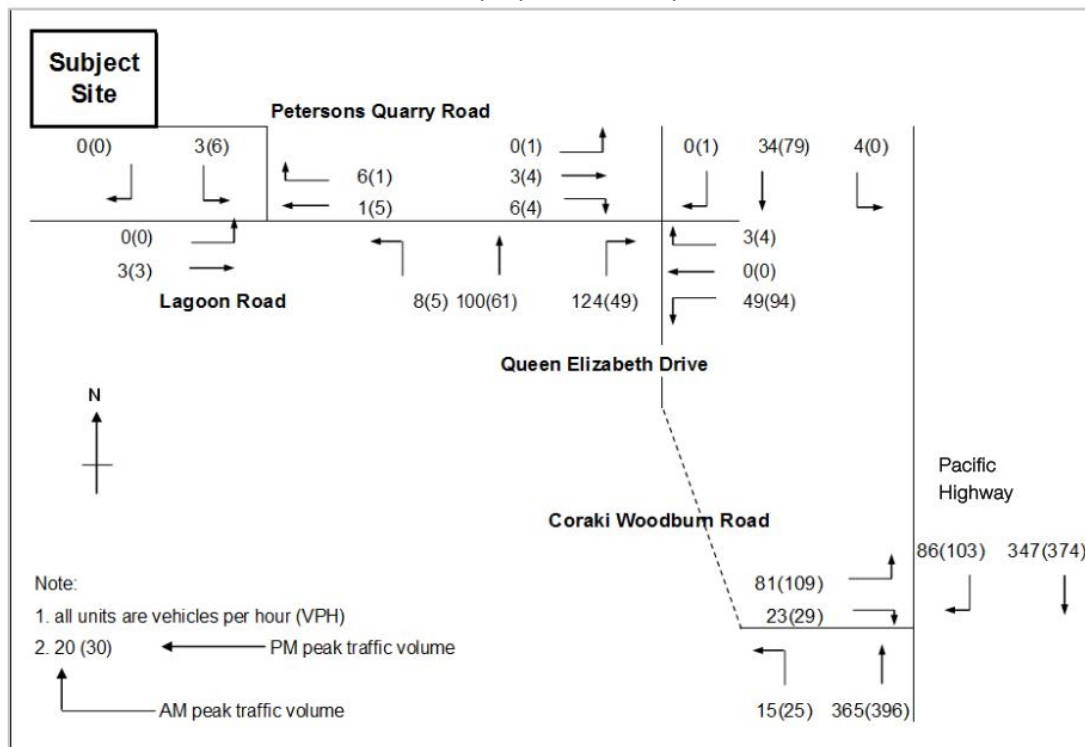 Subject
Site
Petersons Quarry Road
0(0) 3(6) 0(1) 0(1) 34(79) 4(0)
6(1) 3(4)
1(5) 6(4)
0(0) 3(4)
3(3) 0(0)
Lagoon Road 8(5) 100(61) 124(49) 49(94)
Queen Elizabeth Drive
N
Pacific
Highway
Coraki Woodburn Road
86(103) 347(374)
Note: 81(109)
1. all units are vehicles per hour (VPH) 23(29)
2. 20 (30) PM peak traffic volume
AM peak traffic volume 15(25) 365(396)